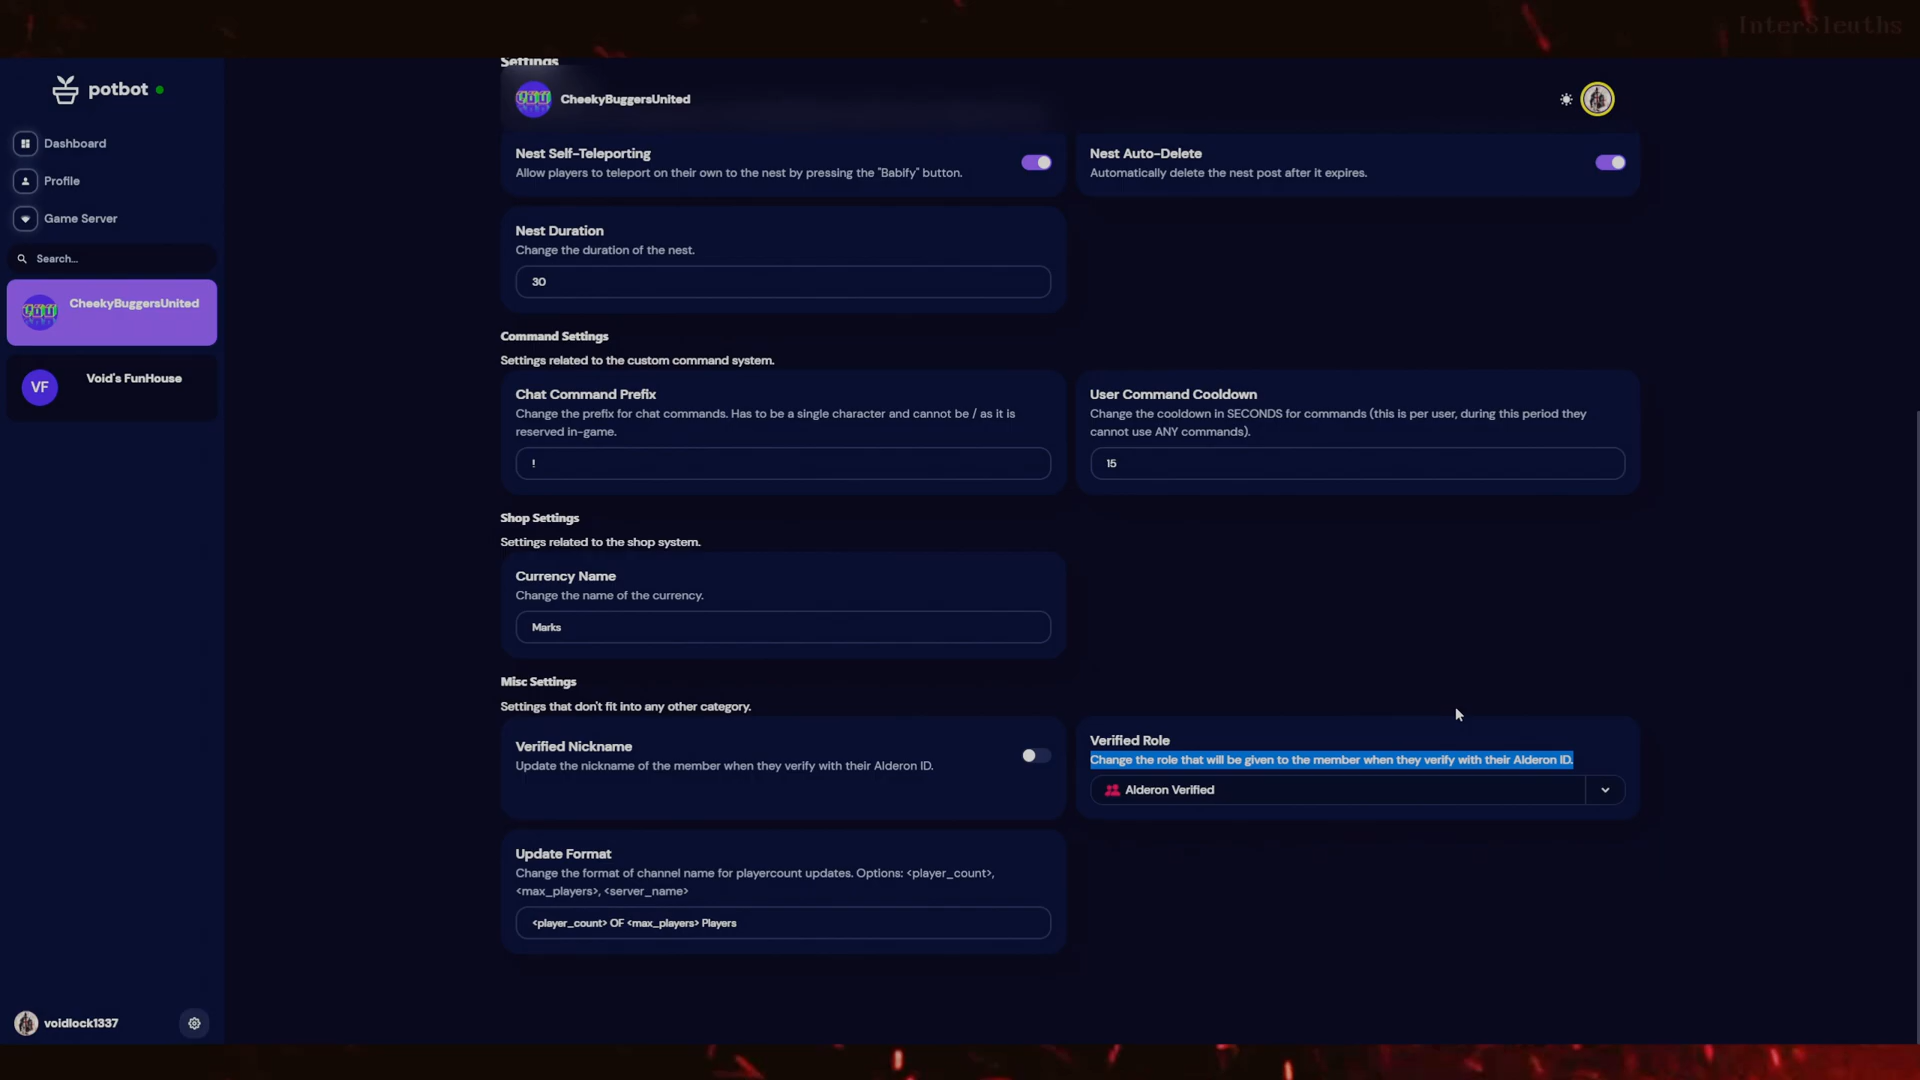 InterSleuths
Settings
potbot
CheekyBuggersUnited
Dashboard
Profile
Game Server
Search...
CheekyBuggersUnited
VF
Void's FunHouse
Nest Self-Teleporting
Allow players to teleport on their own to the nest by pressing the "Babify" button.
Nest Auto-Delete
Automatically delete the nest post after it expires.
Nest Duration
Change the duration of the nest.
30
Command Settings
Settings related to the custom command system.
Chat Command Prefix
Change the prefix for chat commands. Has to be a single character and cannot be / as it is
reserved in-game.
!
User Command Cooldown
Change the cooldown in SECONDS for commands (this is per user, during this period they
cannot use ANY commands).
15
Shop Settings
Settings related to the shop system.
Currency Name
Change the name of the currency.
Marks
Misc Settings
Settings that don't fit into any other category.
Verified Nickname
Update the nickname of the member when they verify with their Alderon ID.
Verified Role
Change the role that will be given to the member when they verify with their Alderon ID.
Alderon Verified
Update Format
Change the format of channel name for playercount updates. Options: <player_count>,
<max_players>, <server_name>
<player_count> OF <max_players> Players
voidlock1337